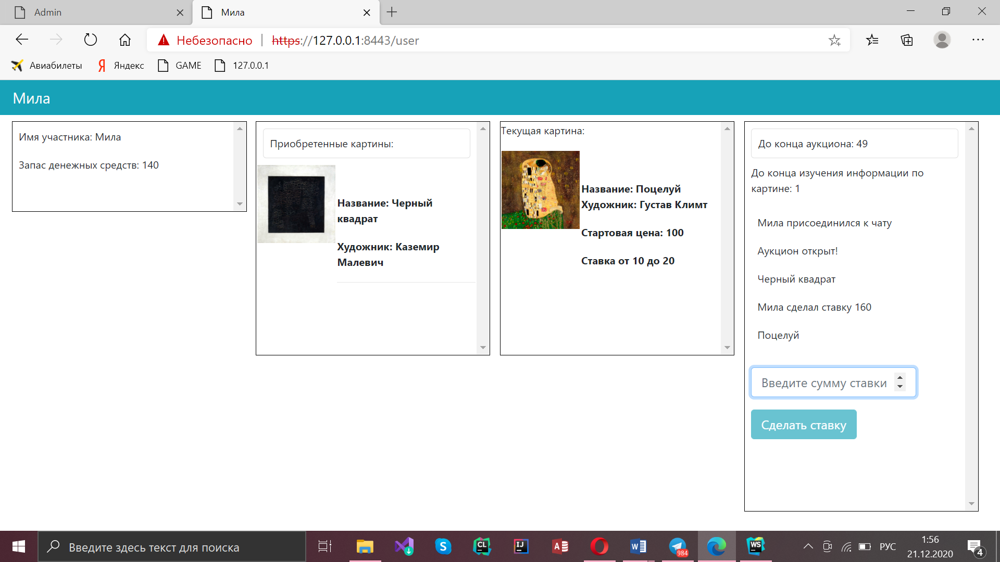 Admin
Мила
Небезопасно
https://127.0.0.1:8443/user
Авиабилеты
Яндекс
GAME
127.0.0.1
Мила
Имя участника: Мила
Запас денежных средств: 140
Приобретенные картины:
Название: Черный
квадрат
Художник: Каземир
Малевич
Текущая картина:
Название: Поцелуй
Художник: Густав Климт
Стартовая цена: 100
Ставка от 10 до 20
До конца аукциона: 49
До конца изучения информации по
картине: 1
Мила присоединился к чату
Аукцион открыт!
Черный квадрат
Мила сделал ставку 160
Поцелуй
Введите сумму ставки
Сделать ставку
Введите здесь текст для поиска
984
РУС
1:56
21.12.2020
4